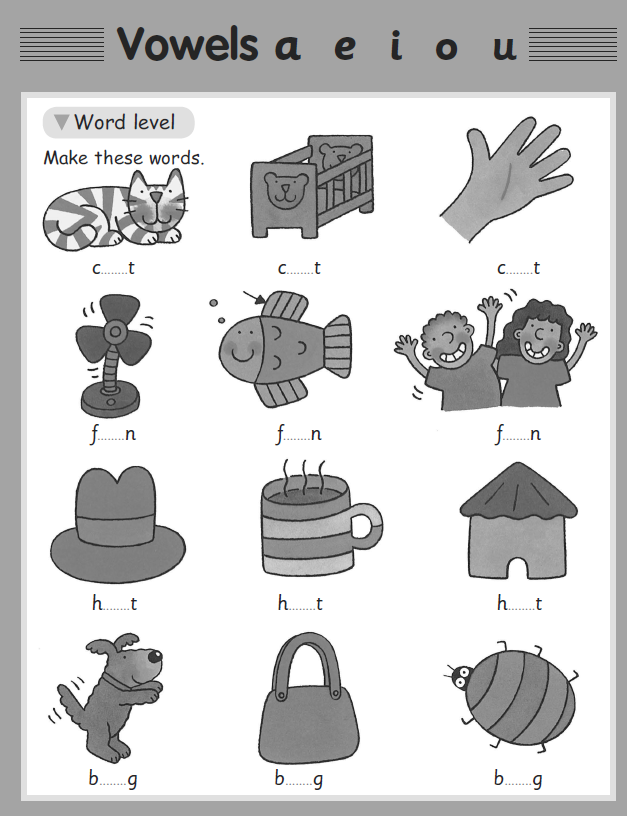 Vowels a e i o u
Word level
Make these words.
c........t c........t c........t
f........n f........n f........n
h........t h........t h........t
b........g b........g b........g